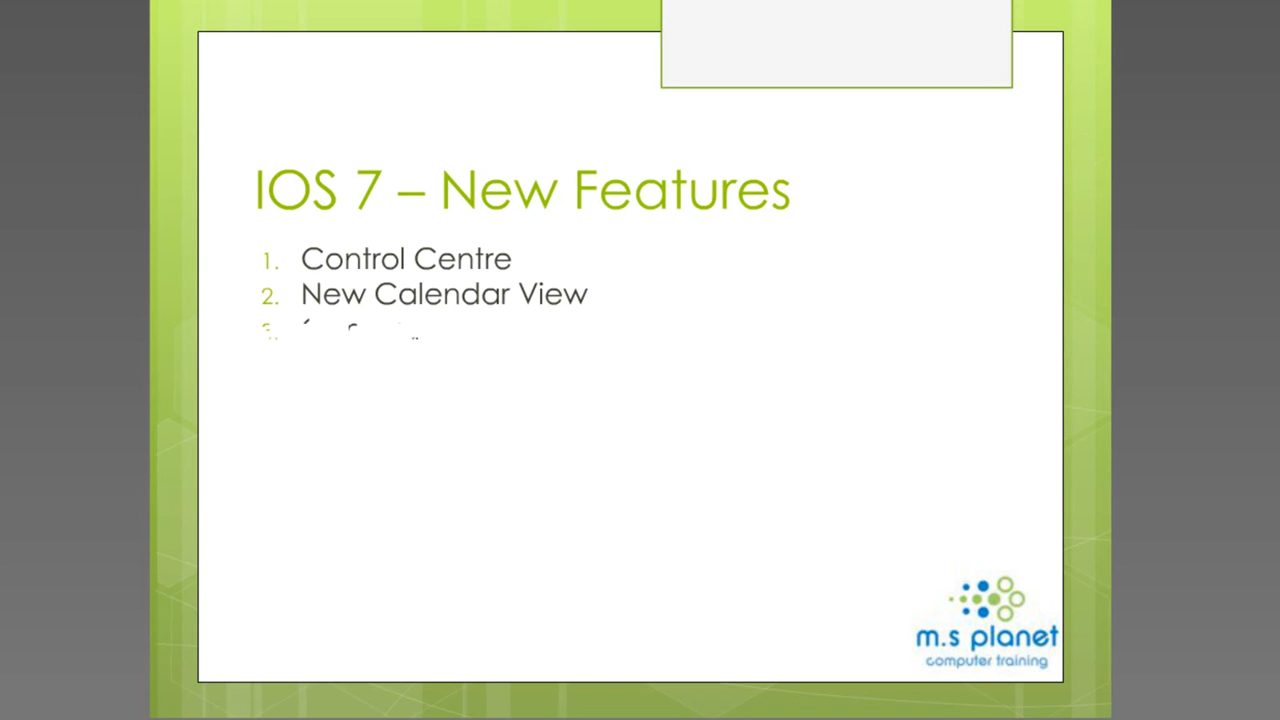 IOS 7 – New Features
1. Control Centre
2. New Calendar View
m.s planet
computer training